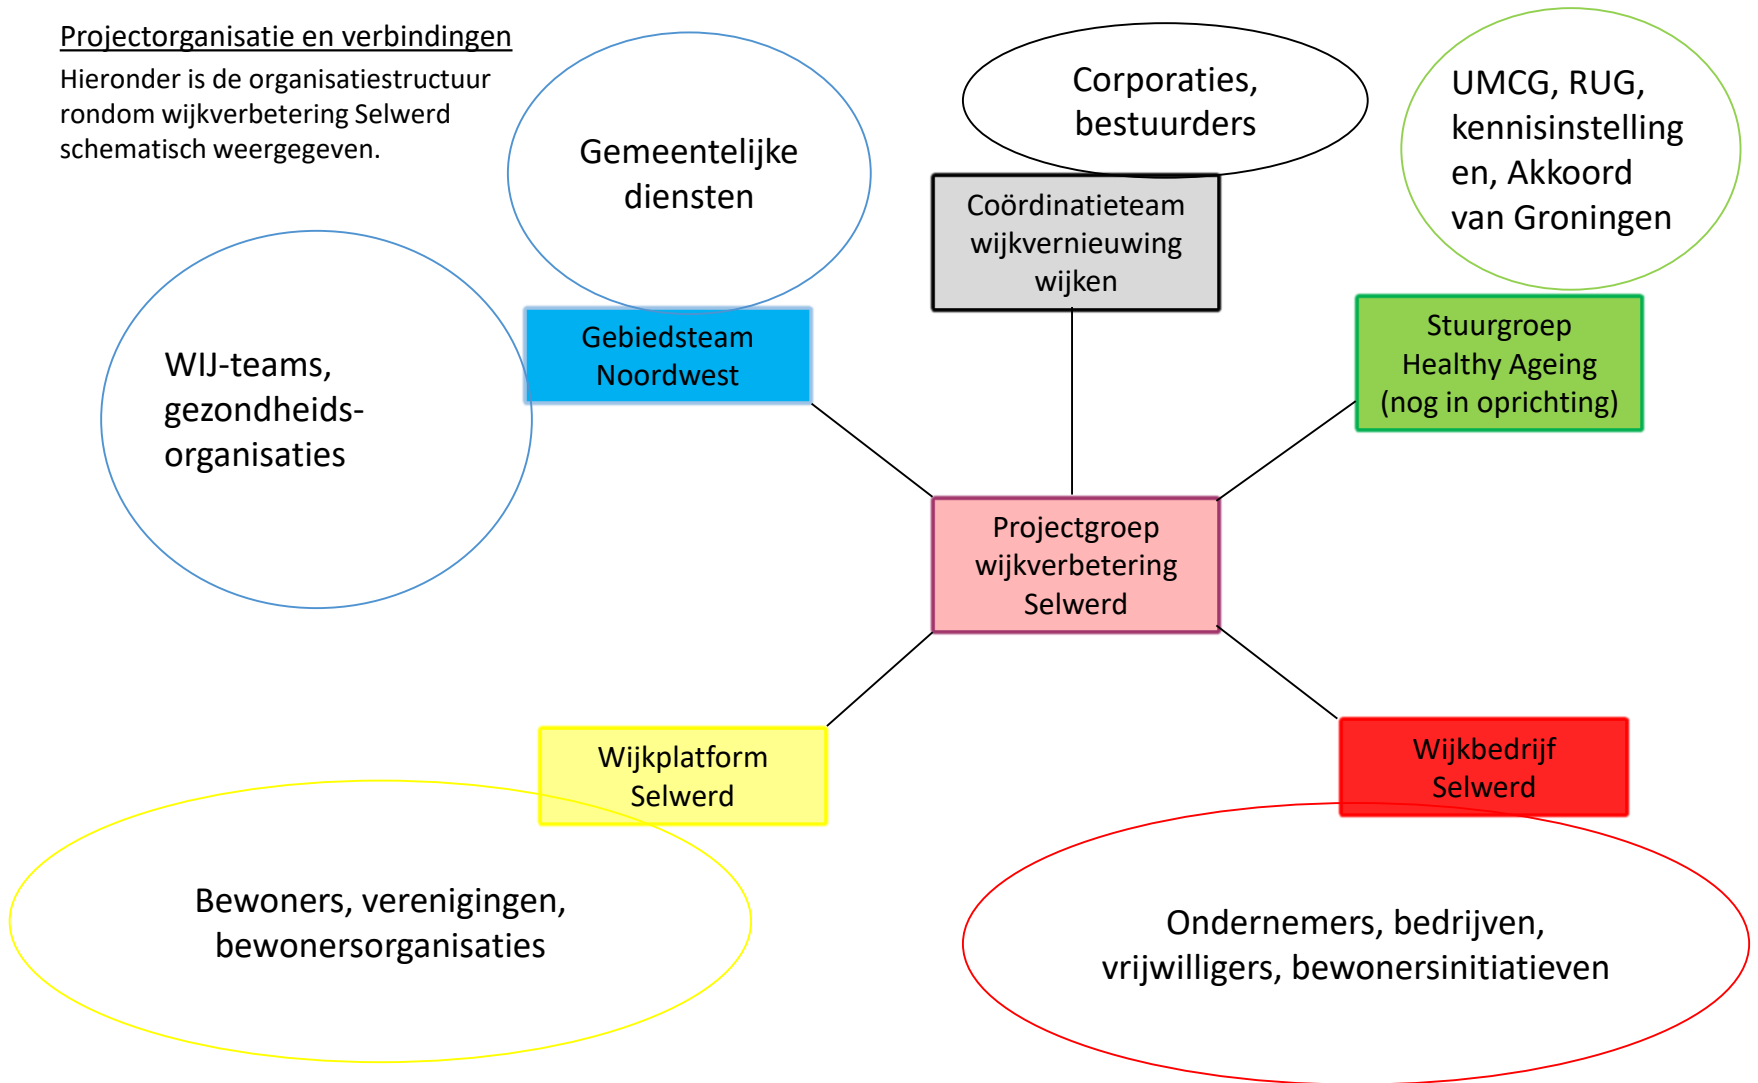 Projectorganisatie en verbindingen
Hieronder is de organisatiestructuur
rondom wijkverbetering Selwerd
schematisch weergegeven.
Gemeentelijke
diensten
Corporaties,
bestuurders
UMCG, RUG,
kennisinstelling
en, Akkoord
van Groningen
Coördinatieteam
wijkvernieuwing
wijken
WIJ-teams,
gezondheids-
organisaties
Gebiedsteam
Noordwest
Stuurgroep
Healthy Ageing
(nog in oprichting)
Projectgroep
wijkverbetering
Selwerd
Wijkplatform
Selwerd
Wijkbedrijf
Selwerd
Bewoners, verenigingen,
bewonersorganisaties
Ondernemers, bedrijven,
vrijwilligers, bewonersinitiatieven